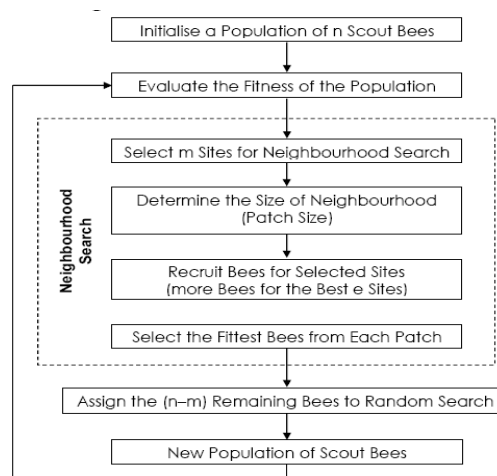 Initialise a Population of n Scout Bees
Evaluate the Fitness of the Population
Neighbourhood
Search
Select m Sites for Neighbourhood Search
Determine the Size of Neighbourhood
(Patch Size)
Recruit Bees for Selected Sites
(more Bees for the Best e Sites)
Select the Fittest Bees from Each Patch
Assign the (n–m) Remaining Bees to Random Search
New Population of Scout Bees